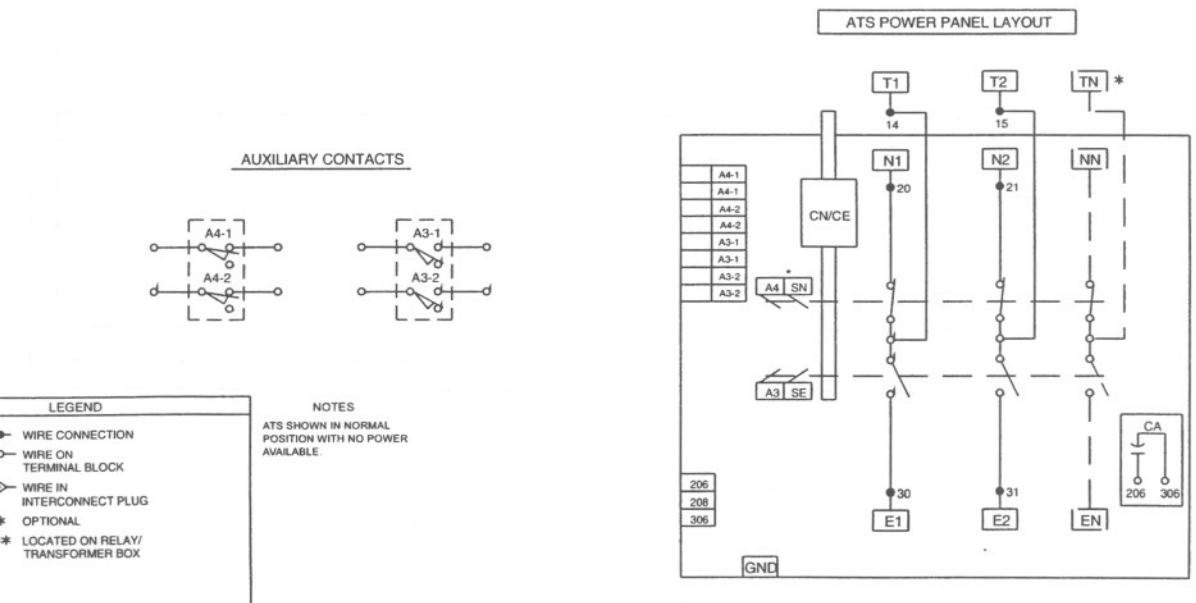 ATS POWER PANEL LAYOUT
T1
T2
TN *
14
15
AUXILIARY CONTACTS
N1
N2
NN
A4-1
A4-1
A4-2
A4-2
A3-1
A3-1
A3-2
A3-2
20
21
CN/CE
A4-1
A3-1
A4-2
A3-2
A4 SN
A3 SE
LEGEND
WIRE CONNECTION
WIRE ON
TERMINAL BLOCK
WIRE IN
INTERCONNECT PLUG
* OPTIONAL
* LOCATED ON RELAY/
TRANSFORMER BOX
NOTES
ATS SHOWN IN NORMAL
POSITION WITH NO POWER
AVAILABLE.
CA
206
306
206
208
306
30
31
E1
E2
EN
GND